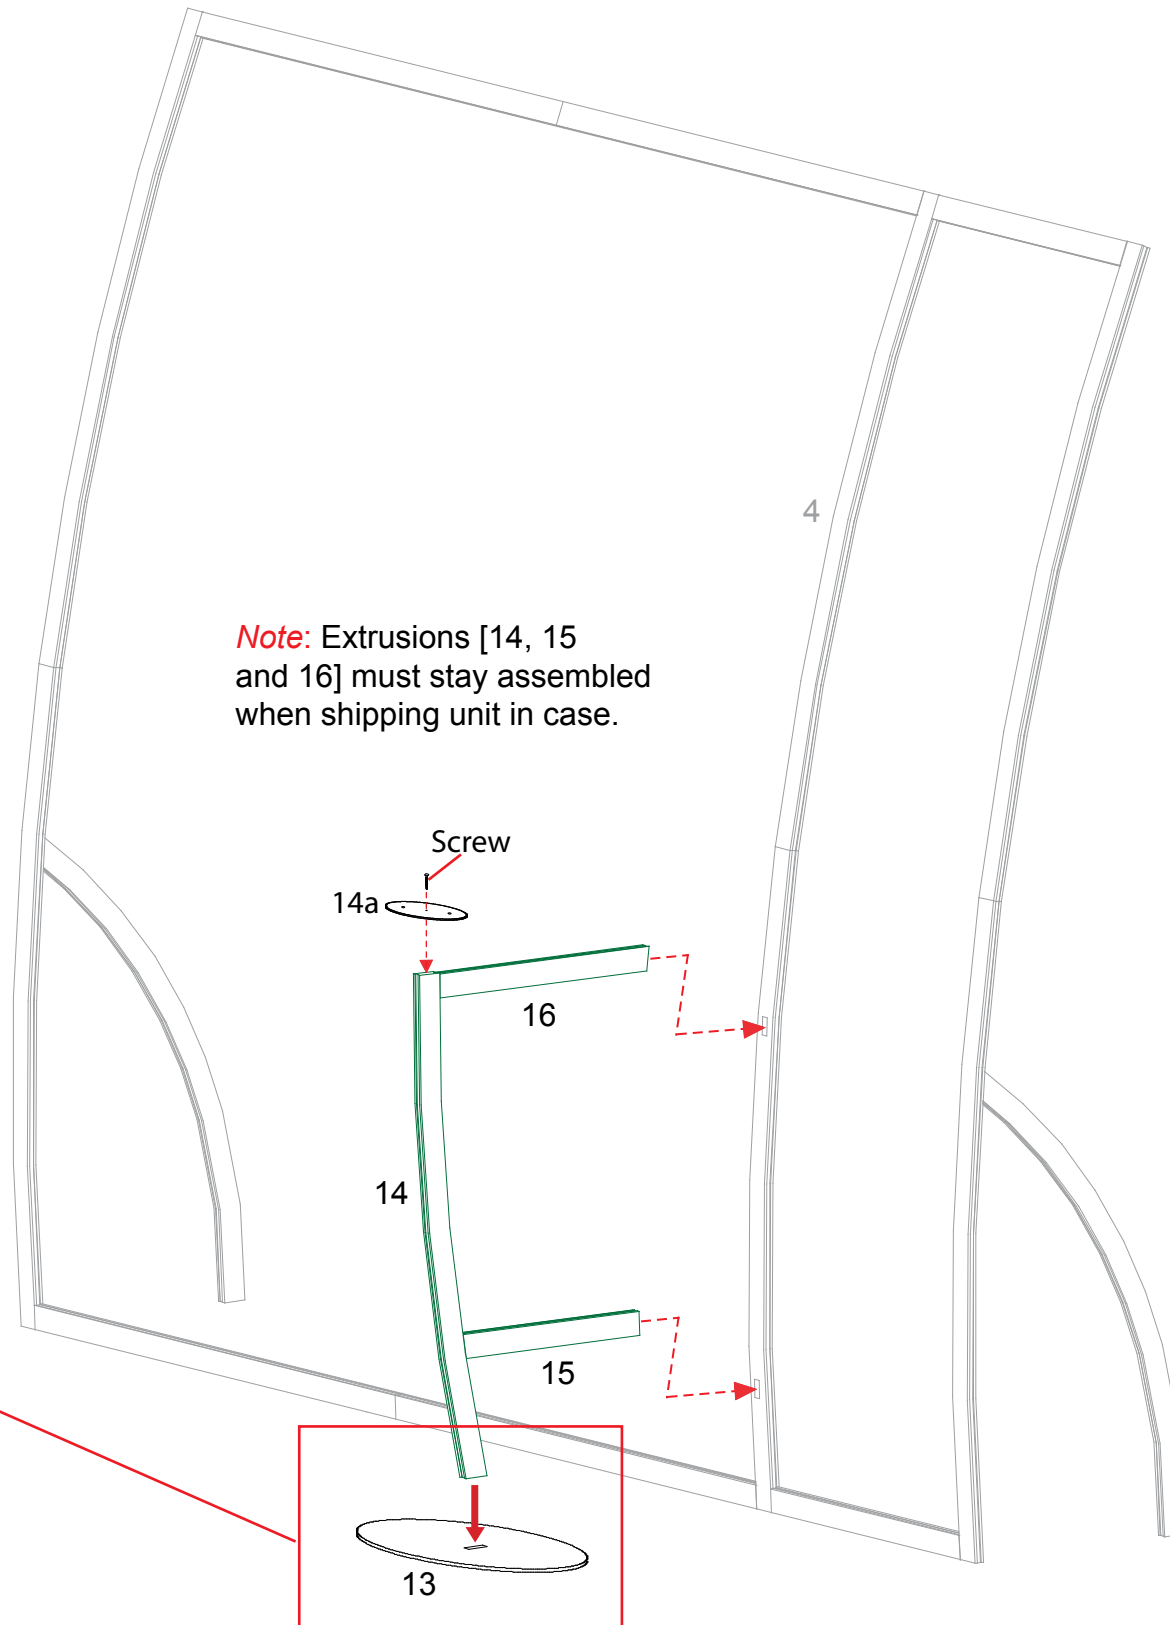 4
Note: Extrusions [14, 15
and 16] must stay assembled
when shipping unit in case.
Screw
14a
16
14
15
13